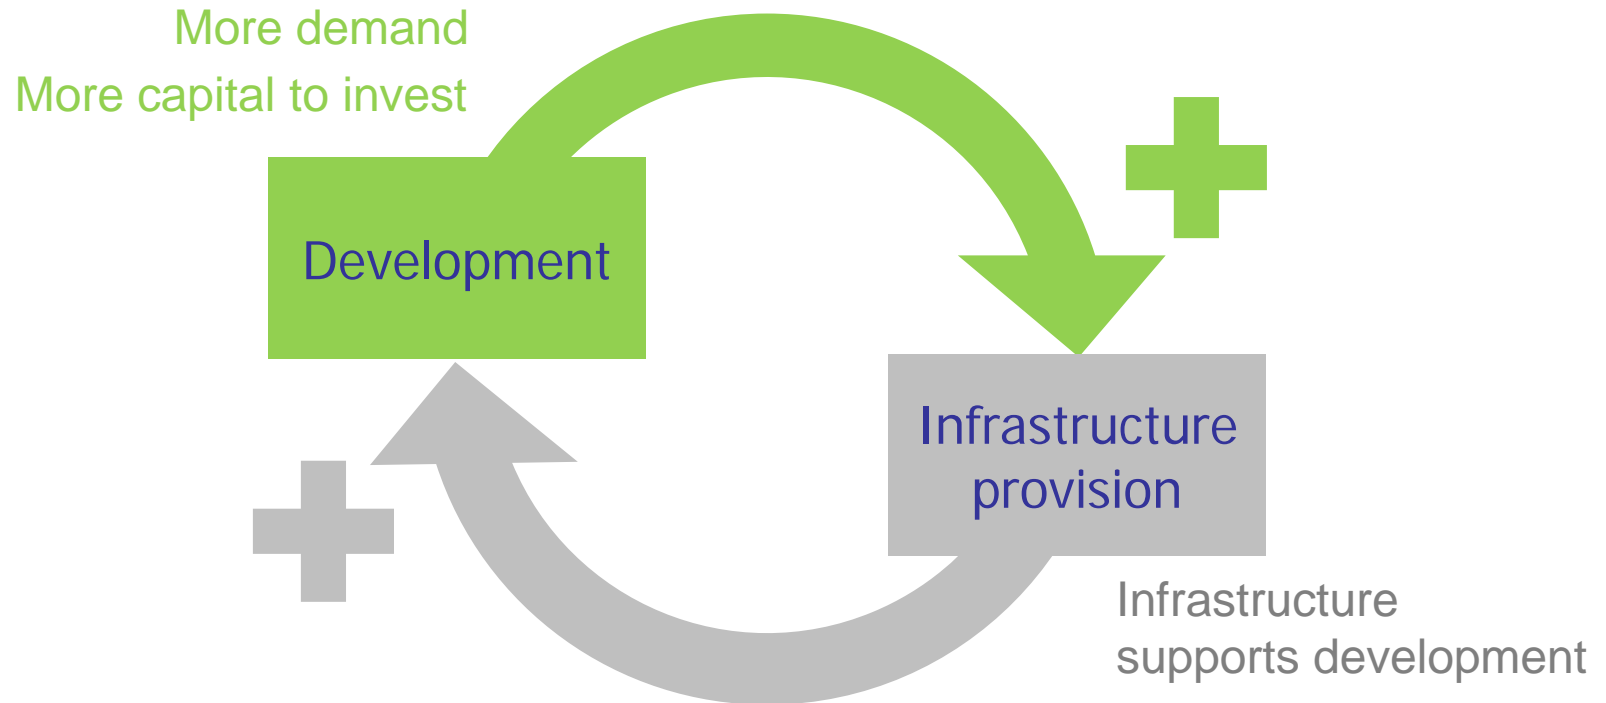 More demand
More capital to invest
Development
Infrastructure
provision
Infrastructure
supports development